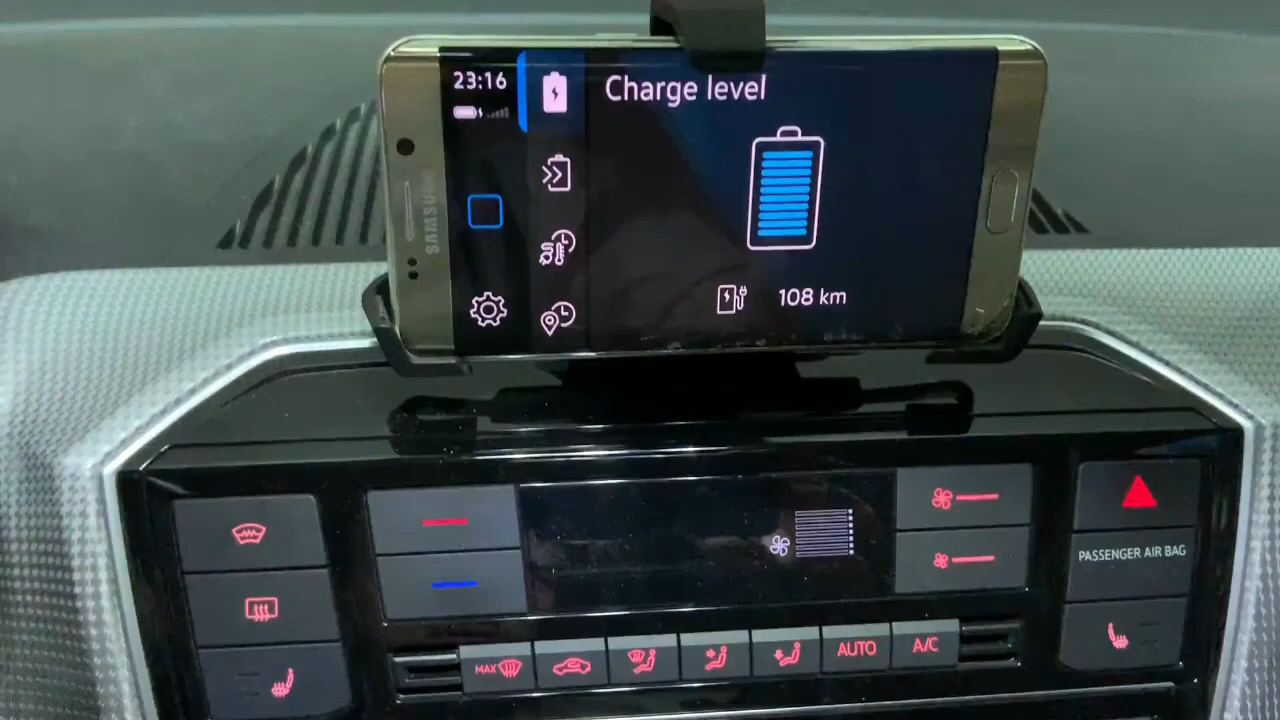 23:16
Charge level
SAMSUNG
108 km
PASSENGER AIR BAG
MAX
AUTO
A/C